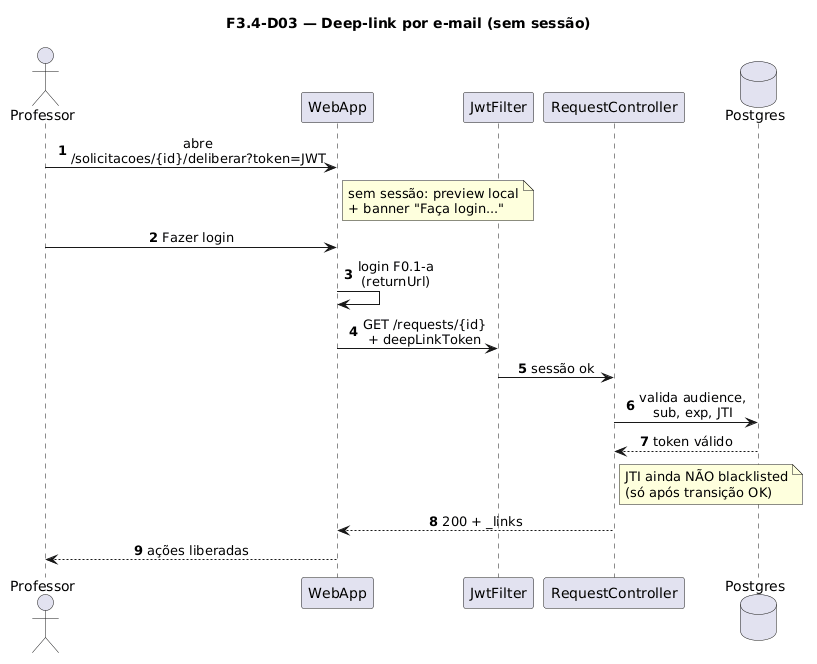 F3.4-D03 — Deep-link por e-mail (sem sessão)
Professor
WebApp
JwtFilter
RequestController
Postgres
1 abre
/solicitacoes/{id}/deliberar?token=JWT
sem sessão: preview local
+ banner "Faça login..."
2 Fazer login
3 login F0.1-a
(returnUrl)
4 GET /requests/{id}
+ deepLinkToken
5 sessão ok
6 valida audience,
sub, exp, JTI
7 token válido
JTI ainda NÃO blacklisted
(só após transição OK)
8 200 + _links
9 ações liberadas
Professor
WebApp
JwtFilter
RequestController
Postgres